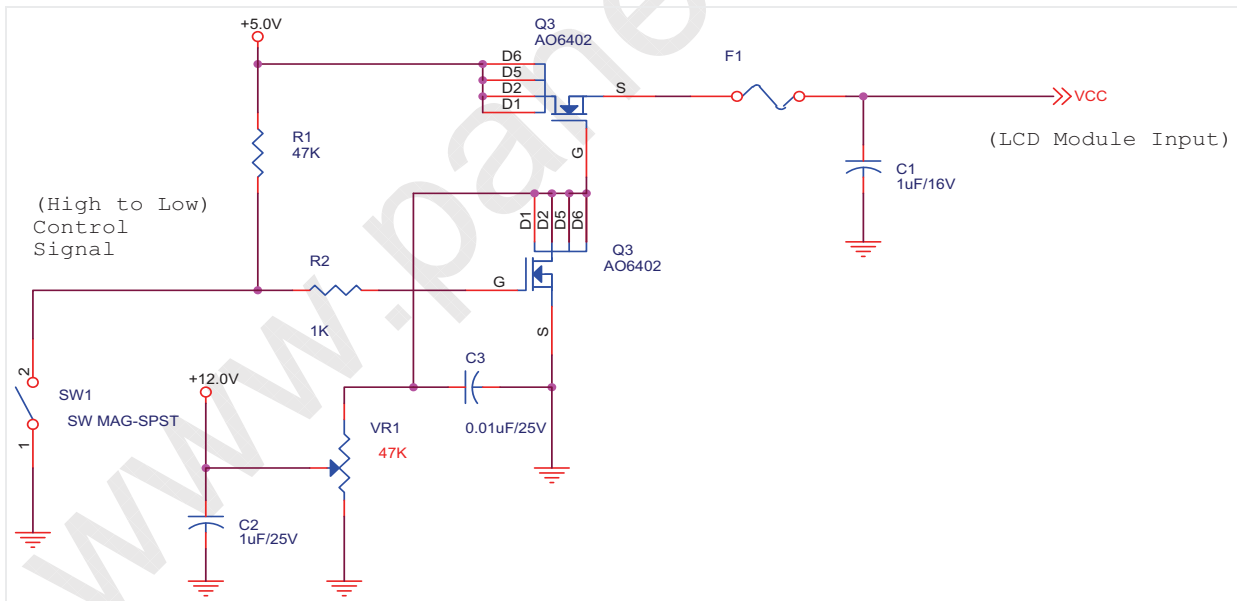 +5.0V
Q3
AO6402
D6
D5
D2
D1
S
G
F1
VCC
(LCD Module Input)
R1
47K
C1
1uF/16V
(High to Low)
Control
Signal
D1
D2
D5
D6
Q3
AO6402
R2
1K
G
S
2
SW1
SW MAG-SPST
1
+12.0V
C3
0.01uF/25V
VR1
47K
C2
1uF/25V
www.pane